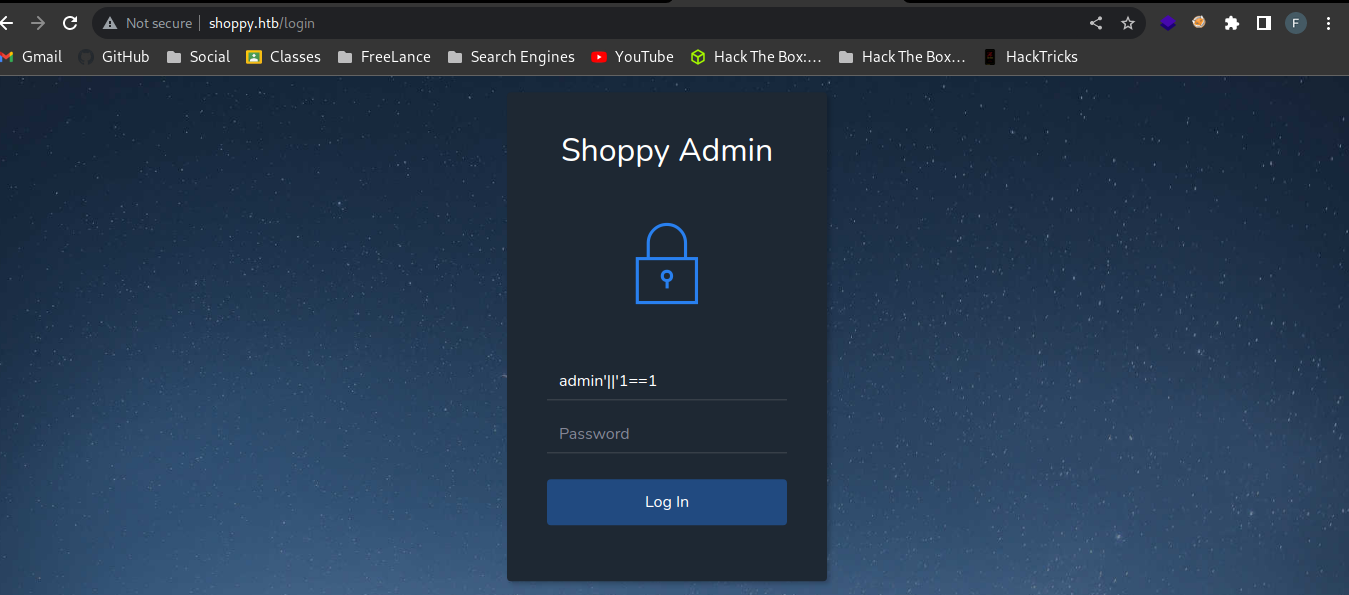 Not secure shoppy.htb/login F
Gmail GitHub Social Classes FreeLance Search Engines YouTube Hack The Box:... Hack The Box... HackTricks
Shoppy Admin
admin'||'1==1
Password
Log In